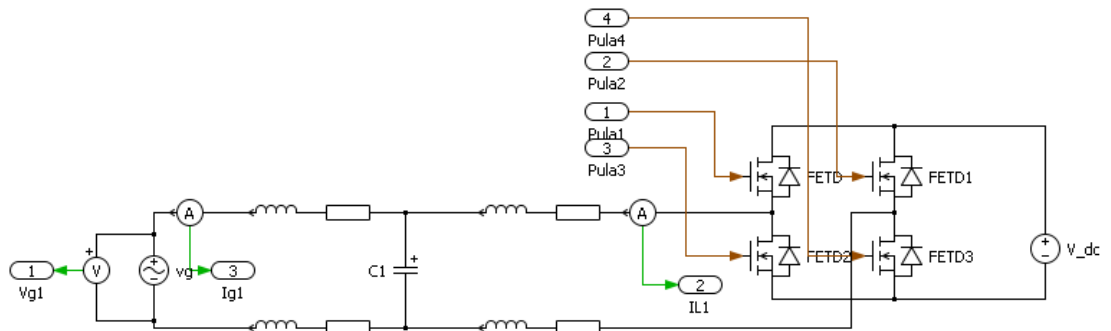 4
Pula4
2
Pula2
1
Pula1
3
Pula3
FETD
FETD1
A
A
V
vg
1
Vg1
3
Ig1
C1
2
IL1
FETD2
FETD3
V_dc